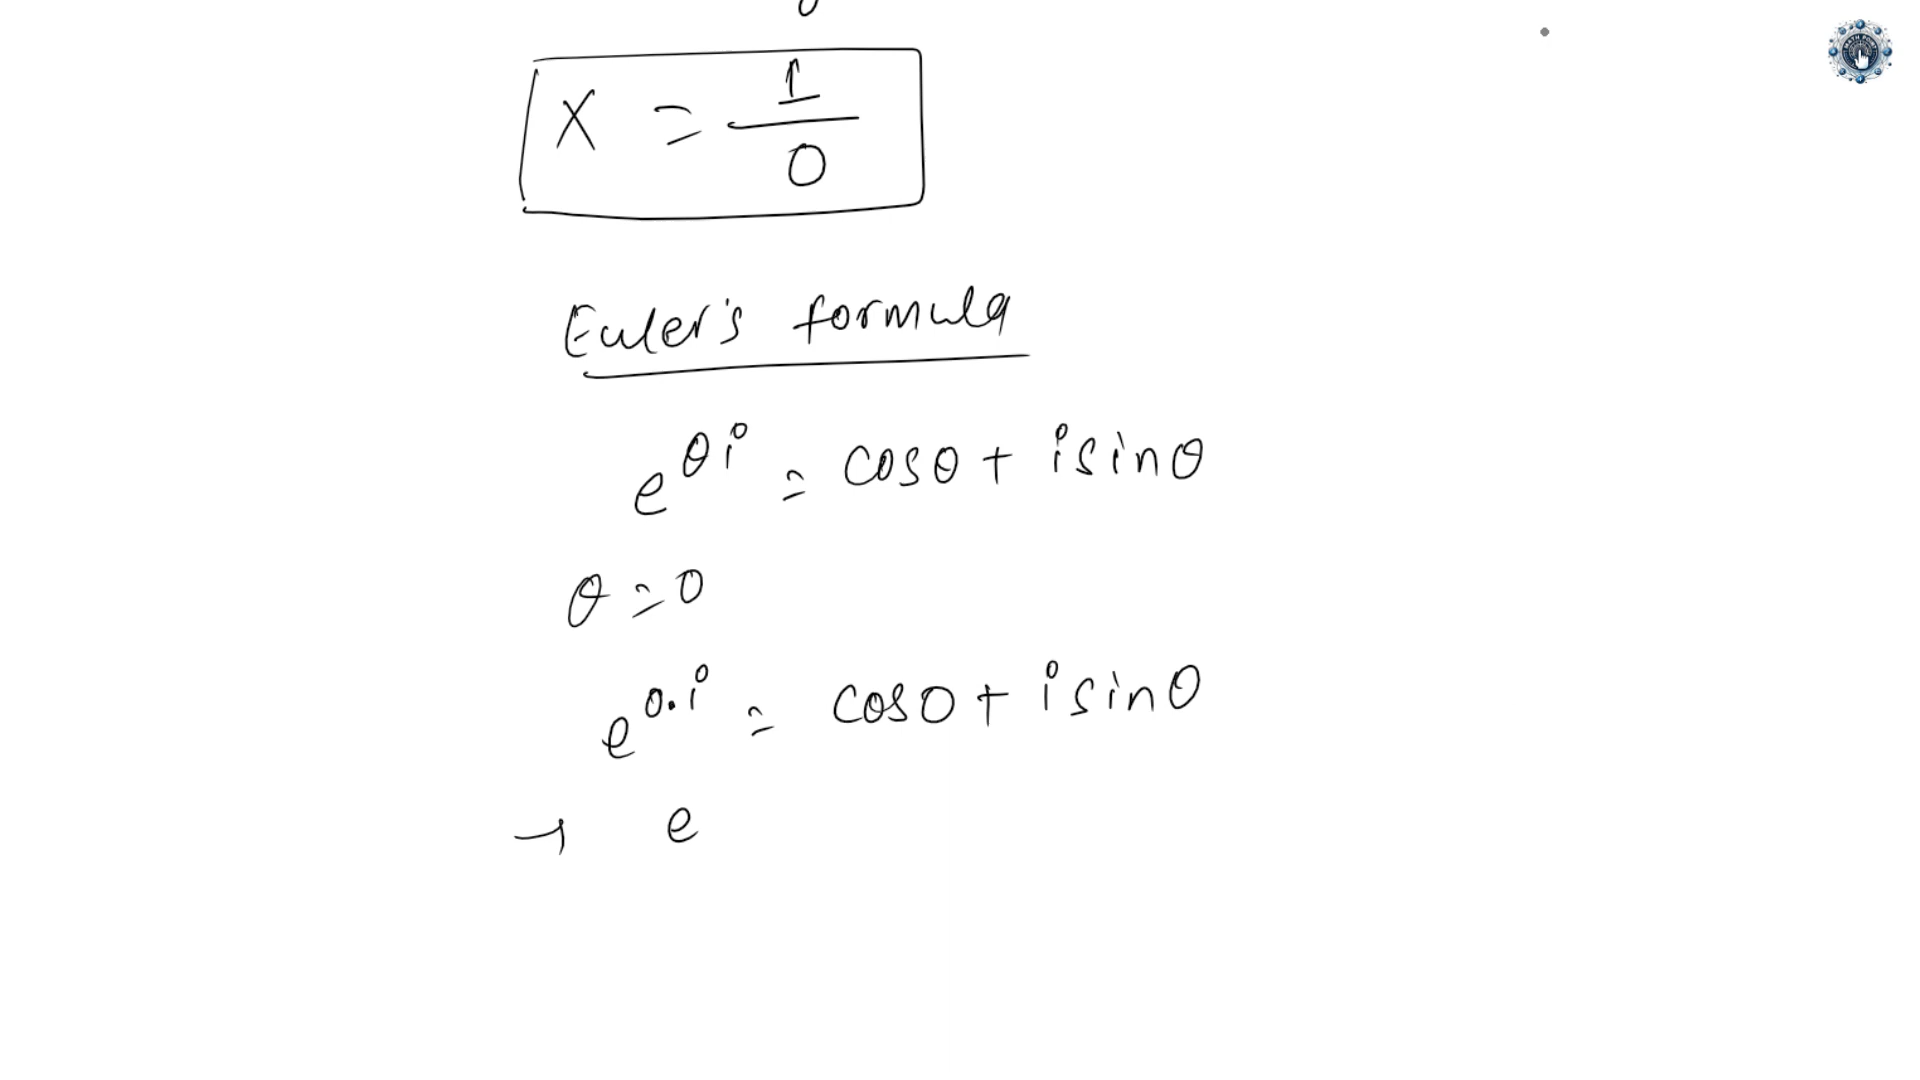 X = 1/0
Euler's formula
e^{θi} = cosθ + isinθ
θ = 0
e^{0.i} = cos0 + isin0
→ e